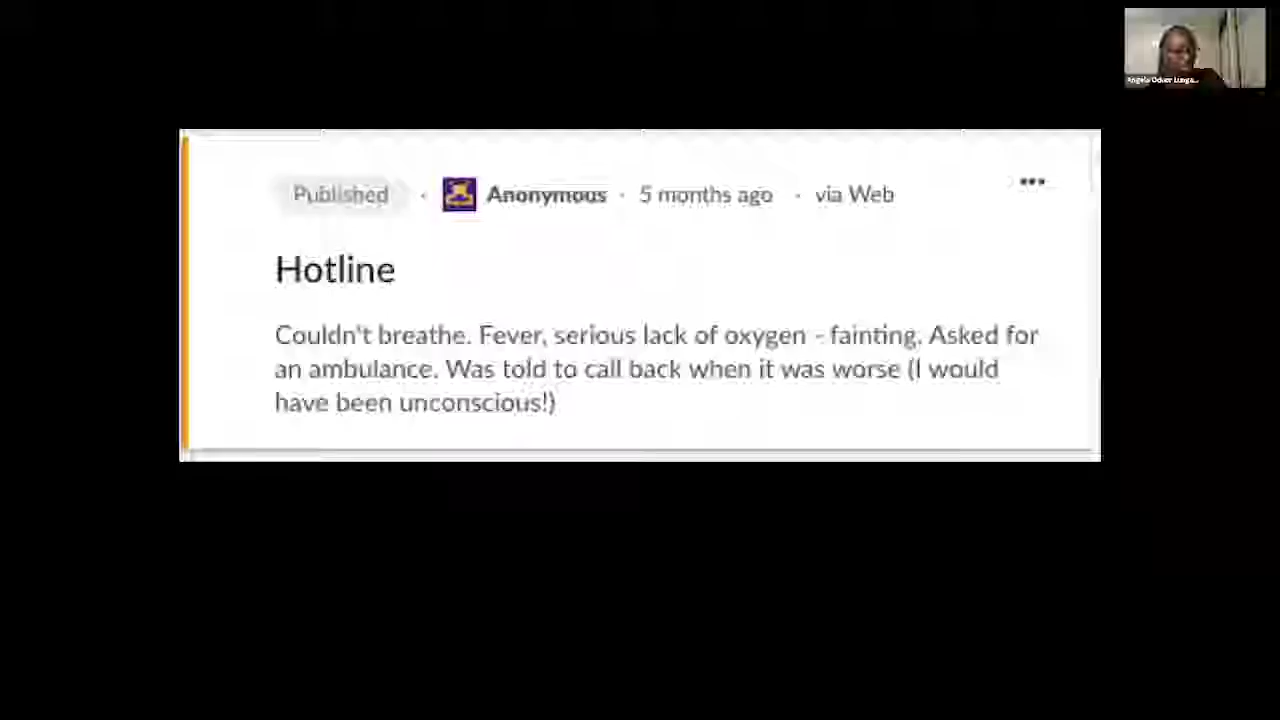 Published · Anonymous · 5 months ago · via Web
Hotline
Couldn't breathe. Fever, serious lack of oxygen - fainting. Asked for
an ambulance. Was told to call back when it was worse (I would
have been unconscious!)
Angela